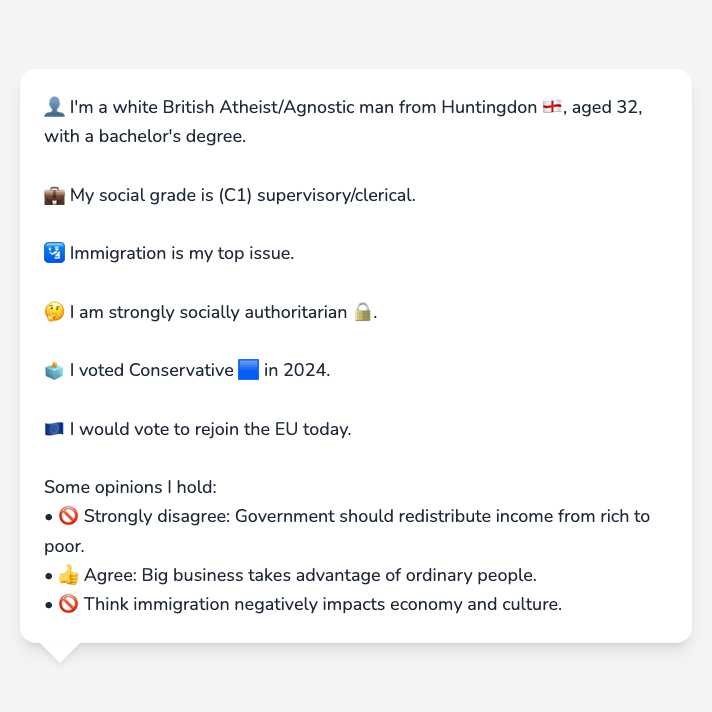 👤 I'm a white British Atheist/Agnostic man from Huntingdon 🏴󠁧󠁢󠁥󠁮󠁧󠁿, aged 32,
with a bachelor's degree.
💼 My social grade is (C1) supervisory/clerical.
🛂 Immigration is my top issue.
🤔 I am strongly socially authoritarian 🔒.
🗳️ I voted Conservative 🟦 in 2024.
🇪🇺 I would vote to rejoin the EU today.
Some opinions I hold:
• 🚫 Strongly disagree: Government should redistribute income from rich to
poor.
• 👍 Agree: Big business takes advantage of ordinary people.
• 🚫 Think immigration negatively impacts economy and culture.